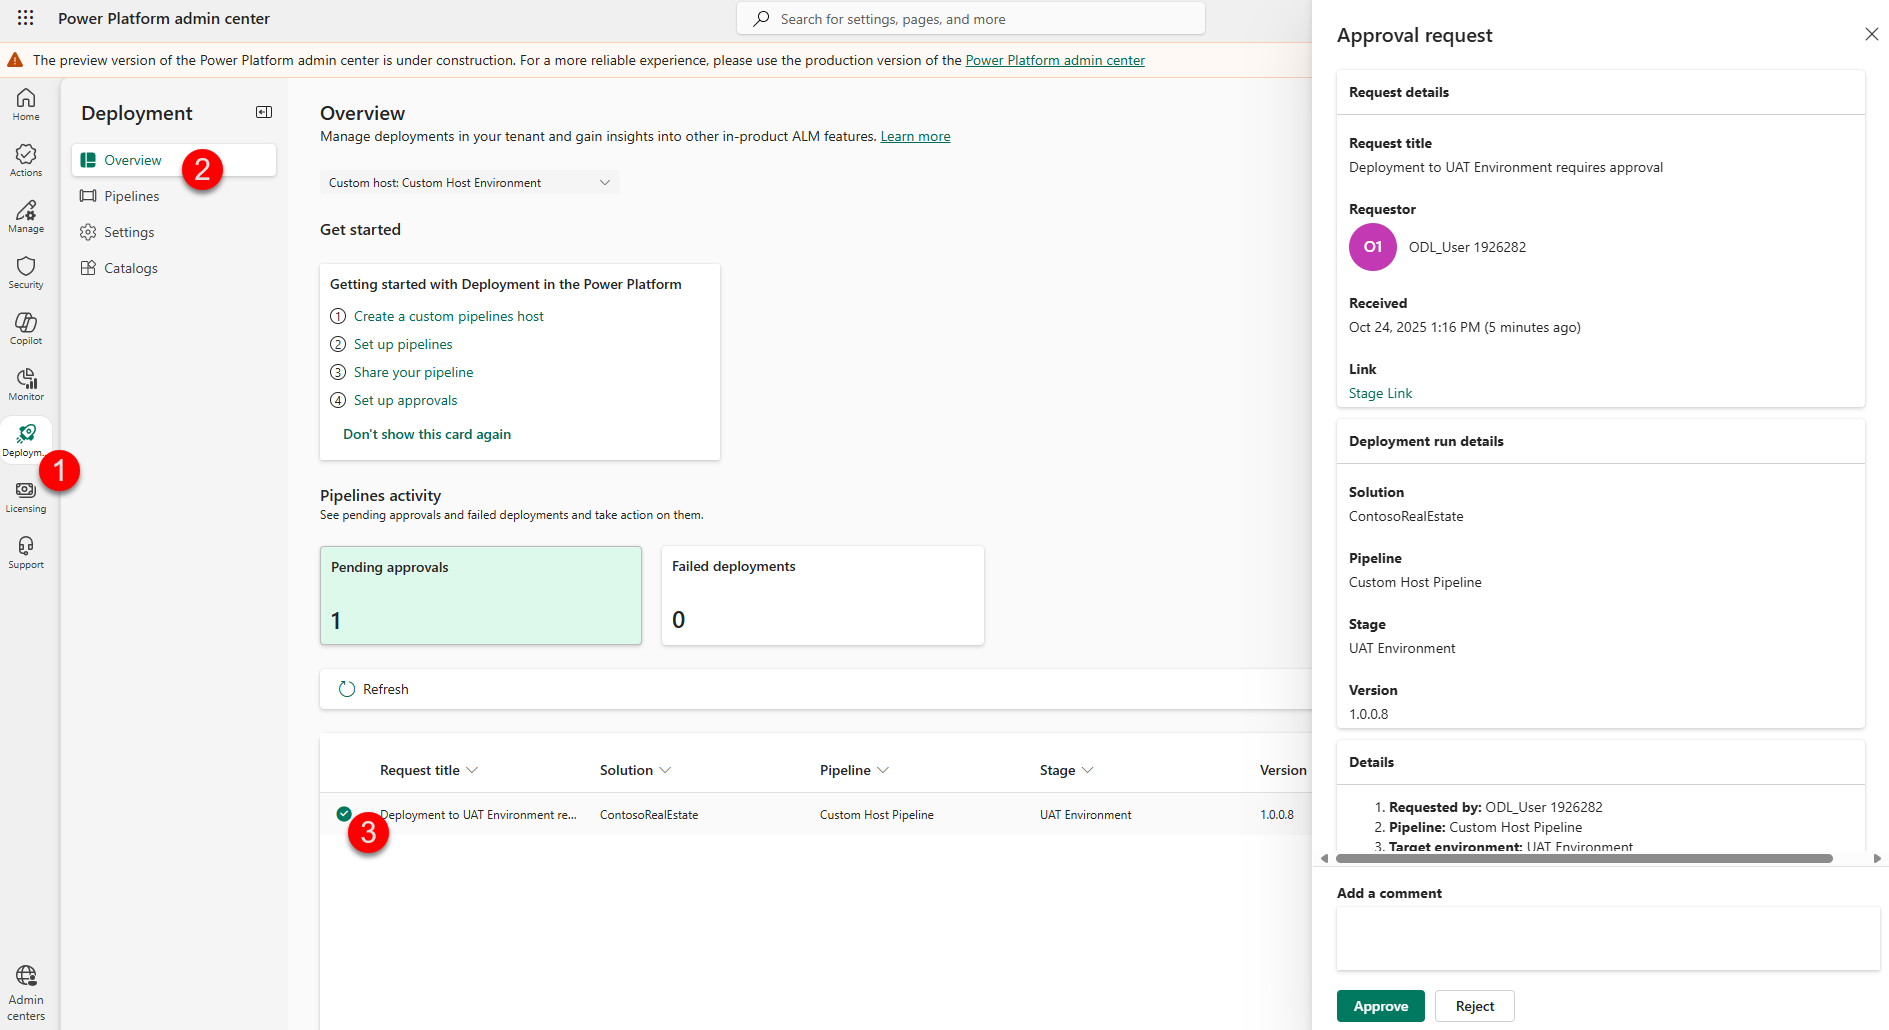 Power Platform admin center
Search for settings, pages, and more
The preview version of the Power Platform admin center is under construction. For a more reliable experience, please use the production version of the Power Platform admin center
Home
Actions
Manage
Security
Copilot
Monitor
Deploym...
1
Licensing
Support
Admin
centers
Deployment
Overview
2
Pipelines
Settings
Catalogs
Overview
Manage deployments in your tenant and gain insights into other in-product ALM features. Learn more
Custom host: Custom Host Environment
Get started
Getting started with Deployment in the Power Platform
1 Create a custom pipelines host
2 Set up pipelines
3 Share your pipeline
4 Set up approvals
Don't show this card again
Pipelines activity
See pending approvals and failed deployments and take action on them.
Pending approvals
1
Failed deployments
0
Refresh
Request title Solution Pipeline Stage Version
Deployment to UAT Environment re... ContosoRealEstate Custom Host Pipeline UAT Environment 1.0.0.8
3
Approval request
Request details
Request title
Deployment to UAT Environment requires approval
Requestor
O1 ODL_User 1926282
Received
Oct 24, 2025 1:16 PM (5 minutes ago)
Link
Stage Link
Deployment run details
Solution
ContosoRealEstate
Pipeline
Custom Host Pipeline
Stage
UAT Environment
Version
1.0.0.8
Details
1. Requested by: ODL_User 1926282
2. Pipeline: Custom Host Pipeline
3. Target environment: UAT Environment
Add a comment
Approve Reject